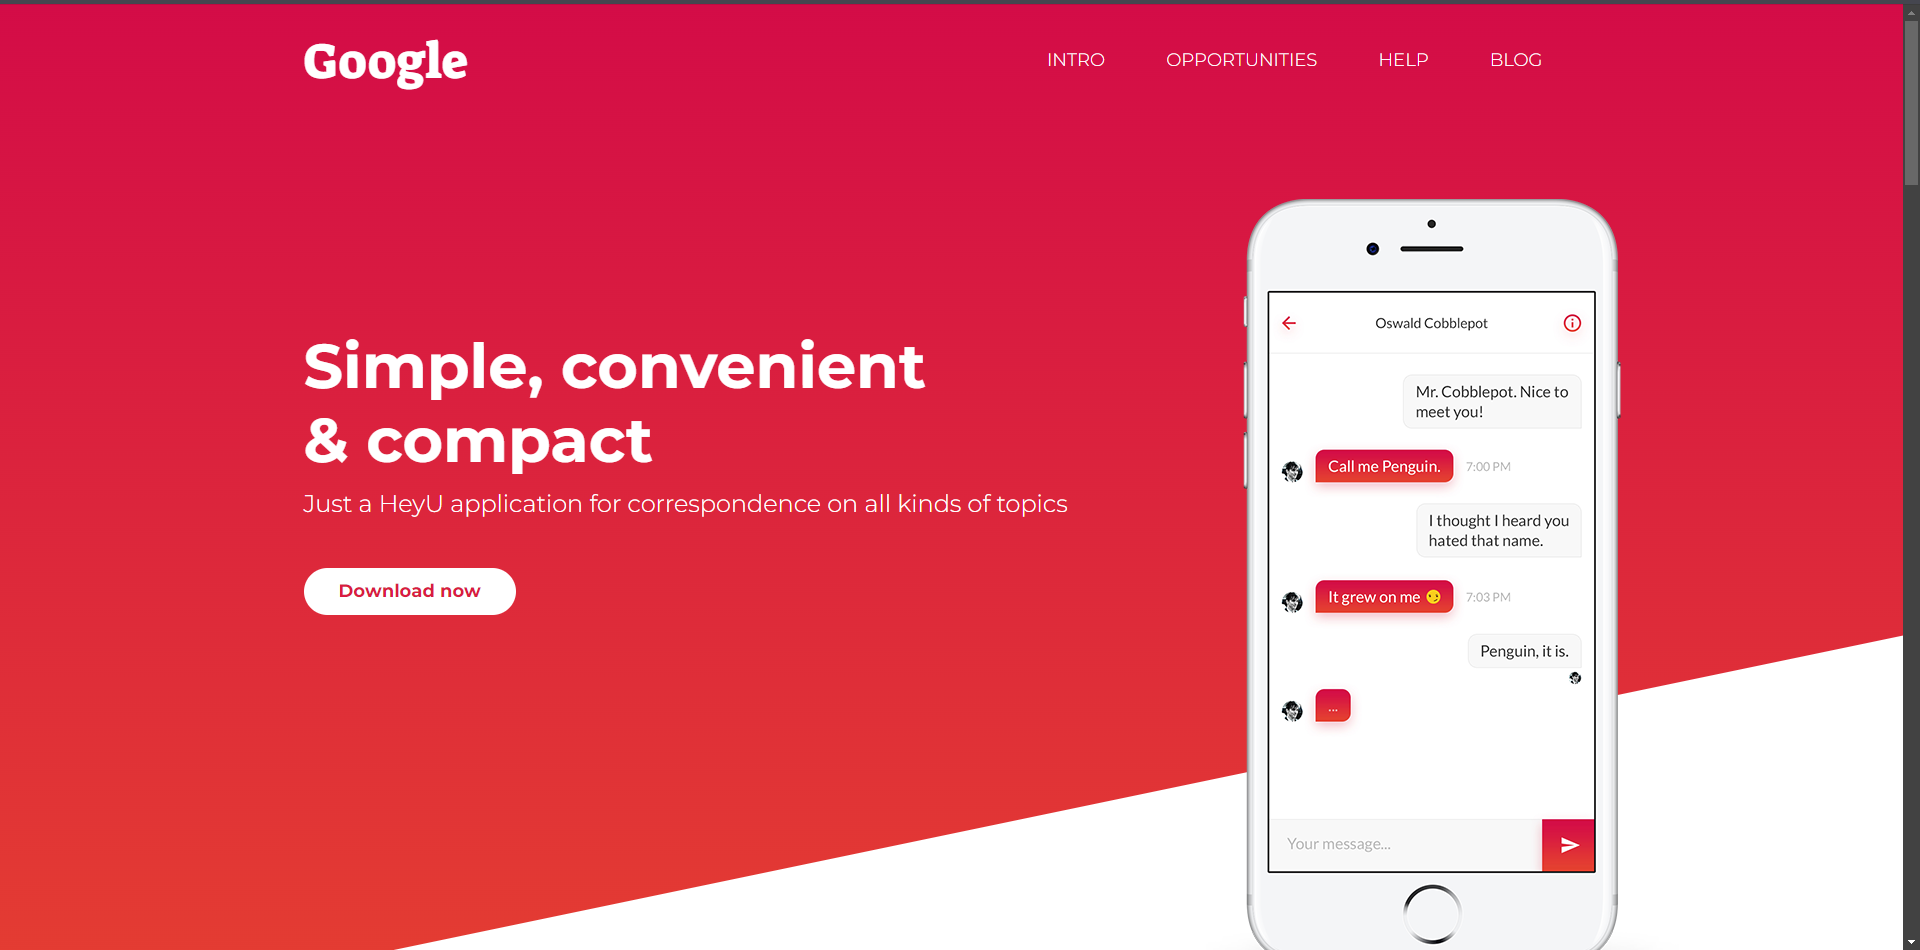 Google
INTRO
OPPORTUNITIES
HELP
BLOG
Simple, convenient
& compact
Just a HeyU application for correspondence on all kinds of topics
Download now
Oswald Cobblepot
Mr. Cobblepot. Nice to
meet you!
Call me Penguin.
7:00 PM
I thought I heard you
hated that name.
It grew on me 😏
7:03 PM
Penguin, it is.
...
Your message...